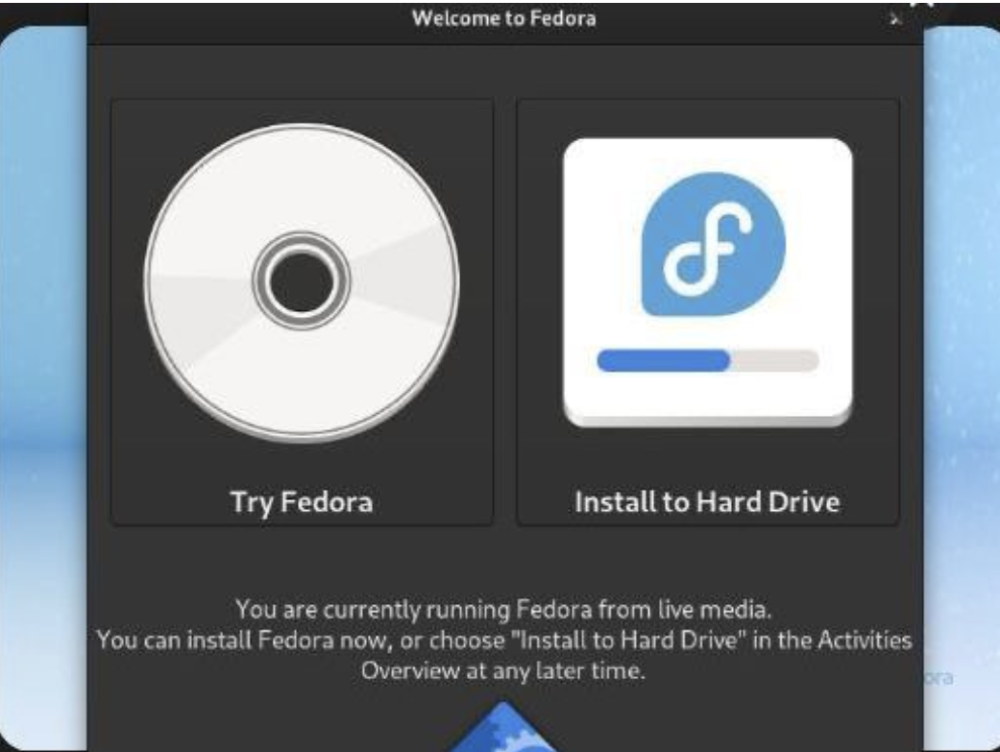 Welcome to Fedora
Try Fedora
Install to Hard Drive
You are currently running Fedora from live media.
You can install Fedora now, or choose "Install to Hard Drive" in the Activities
Overview at any later time.
ora